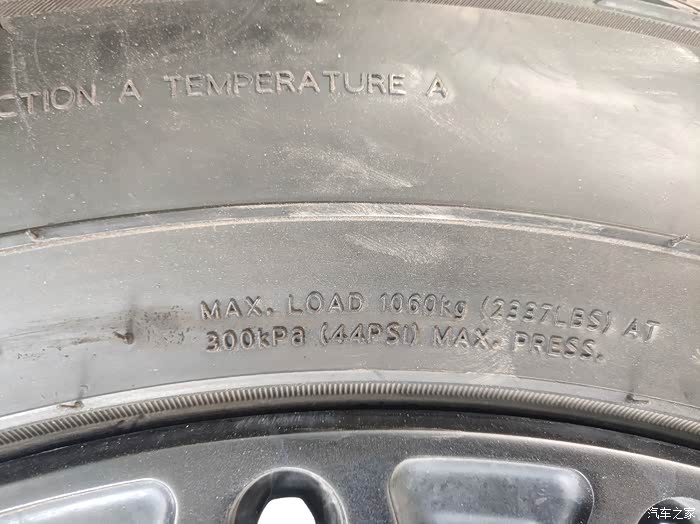 CTION A TEMPERATURE A
MAX. LOAD 1060kg (2337LBS) AT
300kPa (44PSI) MAX. PRESS.
汽车之家